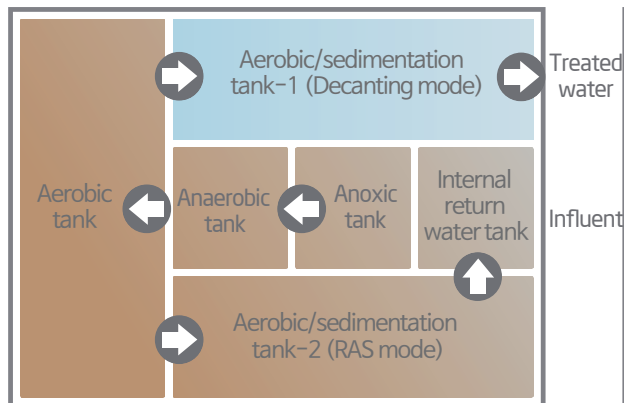 Aerobic/sedimentation
tank-1 (Decanting mode)
Treated
water
Aerobic
tank
Anaerobic
tank
Anoxic
tank
Internal
return
water tank
Influent
Aerobic/sedimentation
tank-2 (RAS mode)